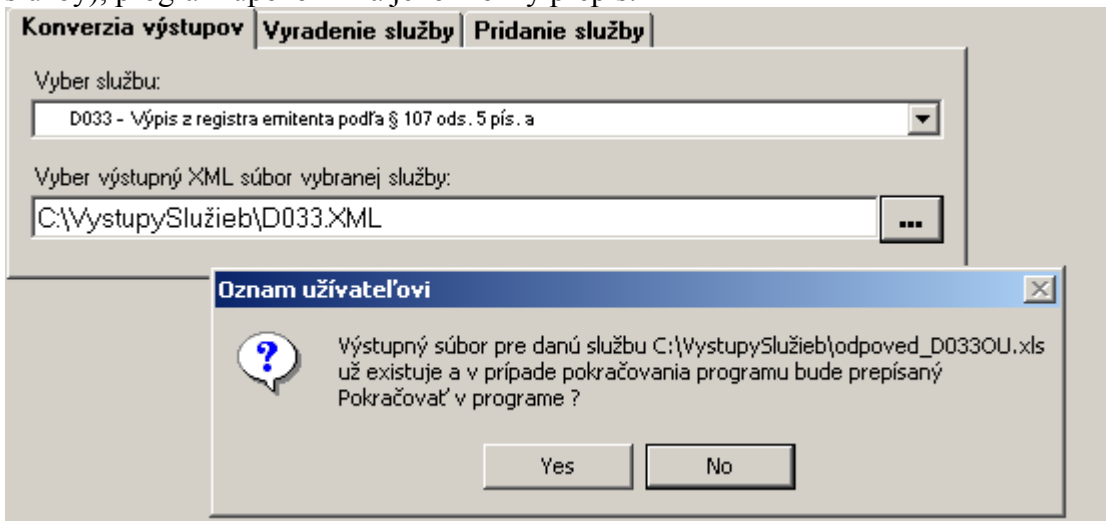 Konverzia výstupov Vyradenie služby Pridanie služby
Vyber službu:
D033 - Výpis z registra emitenta podľa § 107 ods. 5 pís. a
Vyber výstupný XML súbor vybranej služby:
C:\VystupySlužieb\D033.XML ...
Oznam užívateľovi
Výstupný súbor pre danú službu C:\VystupySlužieb\odpoved_D033OU.xls
už existuje a v prípade pokračovania programu bude prepísaný
Pokračovať v programe ?
Yes No